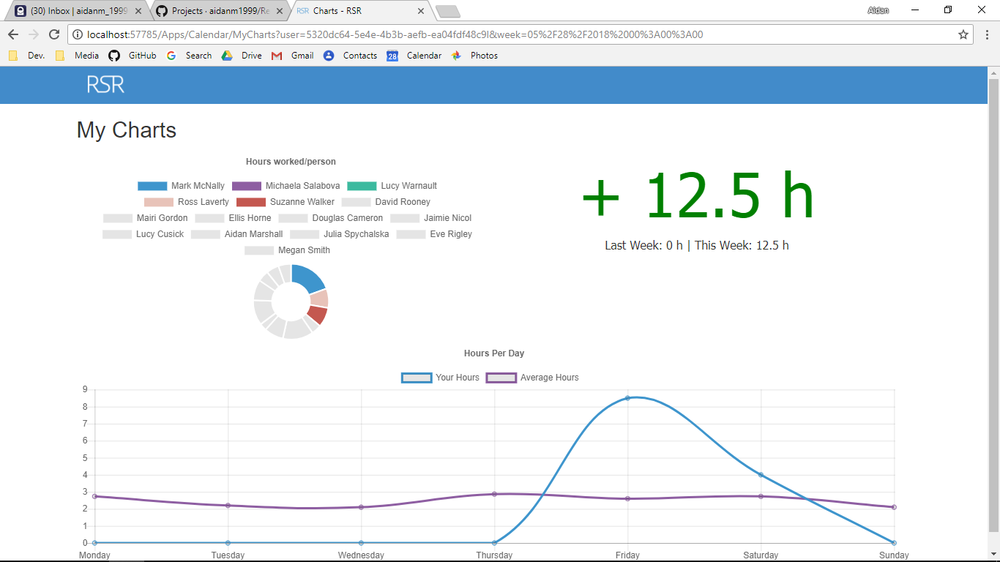 (30) Inbox | aidanm_1999
Projects · aidanm1999/Re
RSR Charts - RSR
Aidan
localhost:57785/Apps/Calendar/MyCharts?user=5320dc64-5e4e-4b3b-aefb-ea04fdf48c9l&week=05%2F28%2F2018%2000%3A00%3A00
Dev. Media GitHub Search Drive Gmail Contacts 28 Calendar Photos
RSR
My Charts
Hours worked/person
Mark McNally Michaela Salabova Lucy Warnault
Ross Laverty Suzanne Walker David Rooney
Mairi Gordon Ellis Horne Douglas Cameron Jaimie Nicol
Lucy Cusick Aidan Marshall Julia Spychalska Eve Rigley
Megan Smith
+ 12.5 h
Last Week: 0 h | This Week: 12.5 h
Hours Per Day
Your Hours Average Hours
9
8
7
6
5
4
3
2
1
0
Monday Tuesday Wednesday Thursday Friday Saturday Sunday